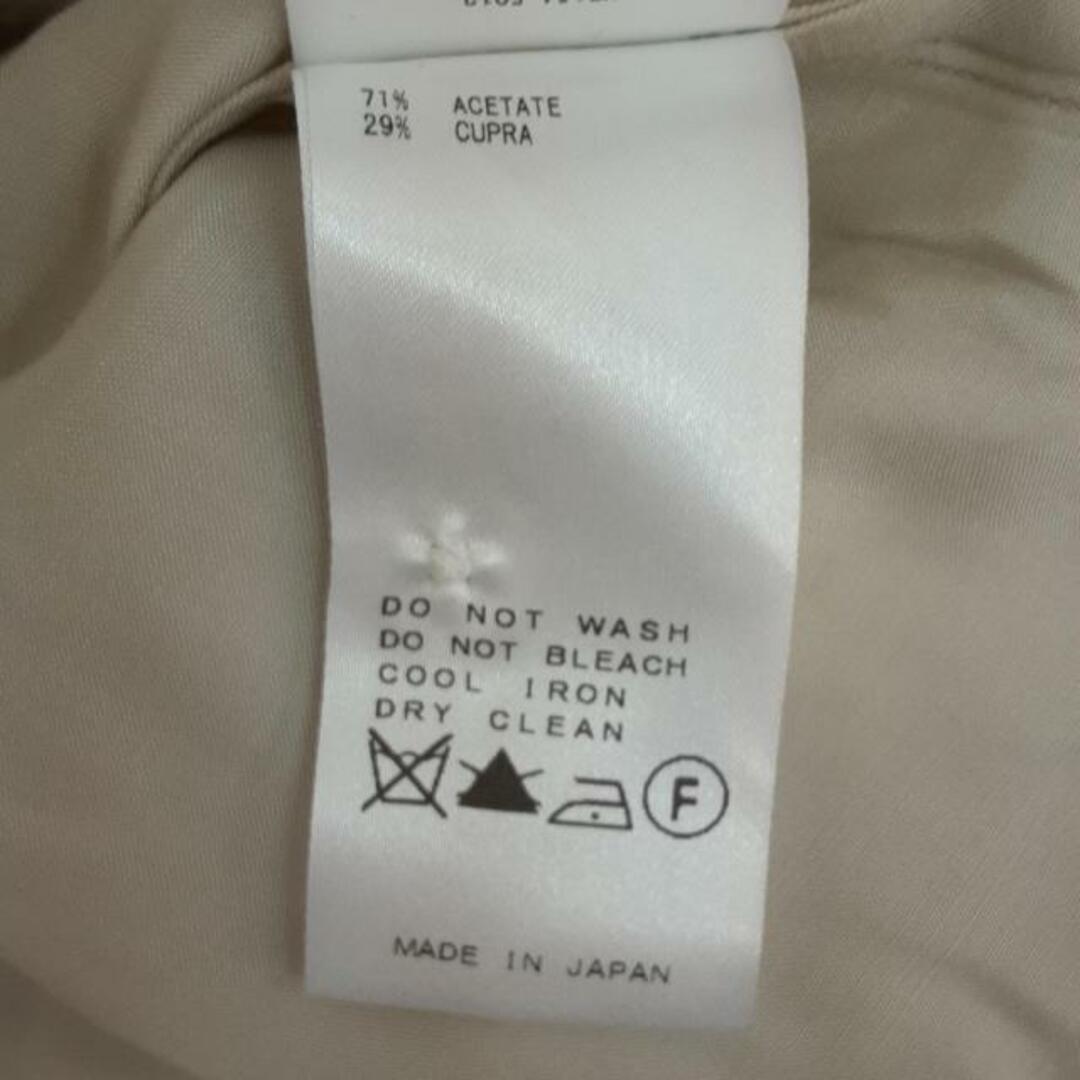 71% ACETATE
29% CUPRA
DO NOT WASH
DO NOT BLEACH
COOL IRON
DRY CLEAN
F
MADE IN JAPAN